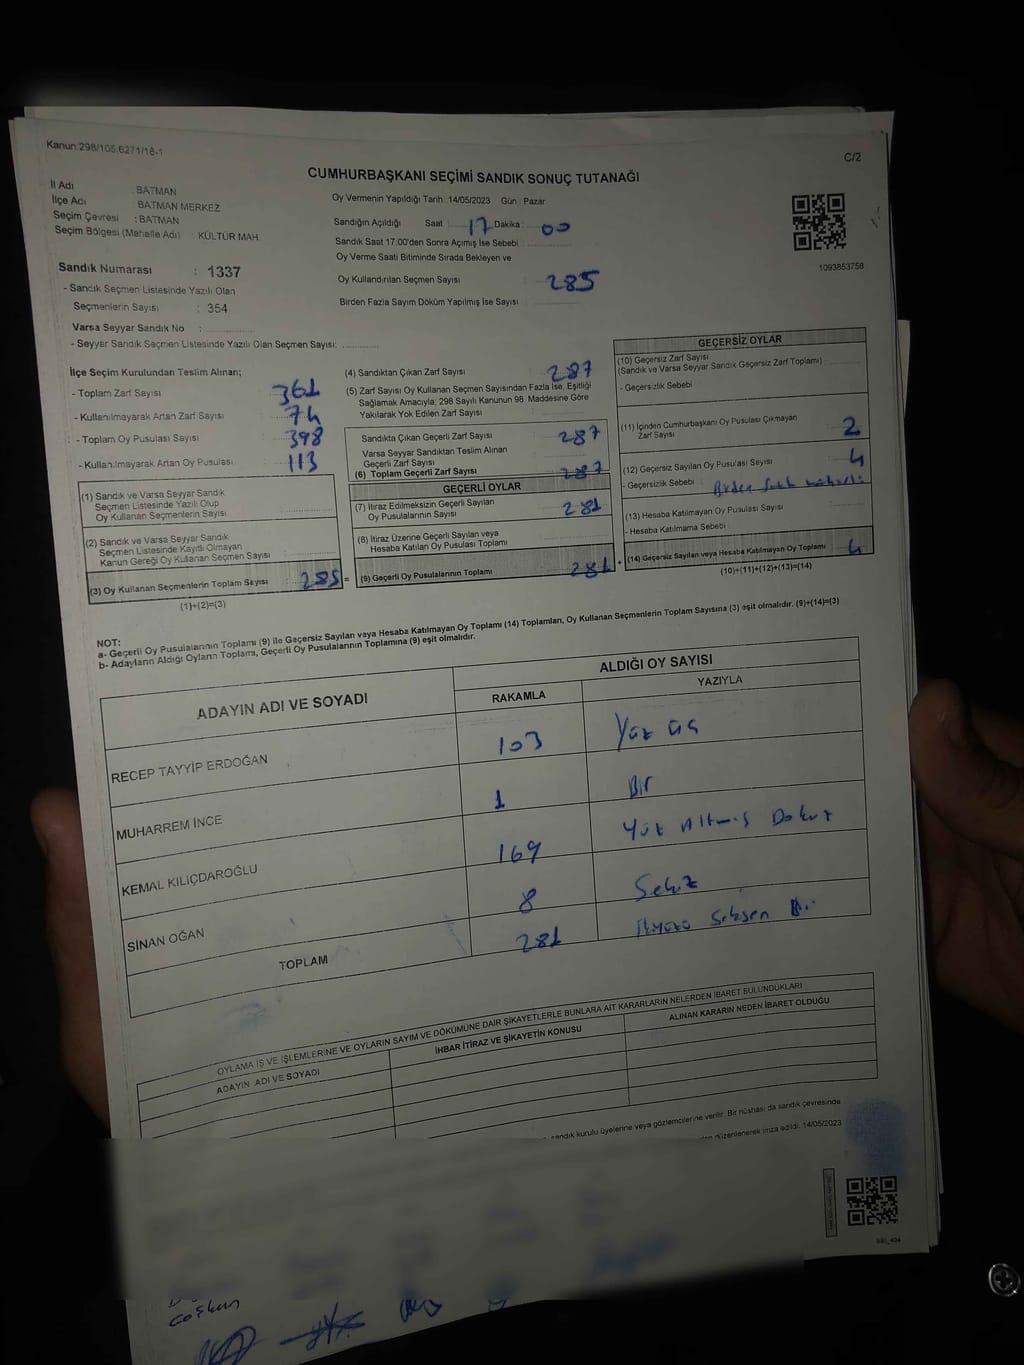 Kanun:298/105,6271/18-1
C/2
CUMHURBAŞKANI SEÇİMİ SANDIK SONUÇ TUTANAĞI
İl Adı : BATMAN
İlçe Adı : BATMAN MERKEZ
Seçim Çevresi : BATMAN
Seçim Bölgesi (Mahalle Adı) : KÜLTÜR MAH.
Sandık Numarası : 1337
- Sandık Seçmen Listesinde Yazılı Olan
Seçmenlerin Sayısı : 354
Varsa Seyyar Sandık No :
- Seyyar Sandık Seçmen Listesinde Yazılı Olan Seçmen Sayısı:
Oy Vermenin Yapıldığı Tarih : 14/05/2023 Gün : Pazar
Sandığın Açıldığı Saat 17 Dakika : 00
Sandık Saat 17:00'den Sonra Açılmış İse Sebebi :
Oy Verme Saati Bitiminde Sırada Bekleyen ve
Oy Kullandırılan Seçmen Sayısı : 285
Birden Fazla Sayım Döküm Yapılmış İse Sayısı :
1093853758
İlçe Seçim Kurulundan Teslim Alınan;
- Toplam Zarf Sayısı : 361
- Kullanılmayarak Artan Zarf Sayısı : 74
- Toplam Oy Pusulası Sayısı : 398
- Kullanılmayarak Artan Oy Pusulası : 113
(1) Sandık ve Varsa Seyyar Sandık
Seçmen Listesinde Yazılı Olup
Oy Kullanan Seçmenlerin Sayısı
(2) Sandık ve Varsa Seyyar Sandık
Seçmen Listesinde Kayıtlı Olmayan
Kanun Gereği Oy Kullanan Seçmen Sayısı
(3) Oy Kullanan Seçmenlerin Toplam Sayısı 285 =
(1)+(2)=(3)
(4) Sandıktan Çıkan Zarf Sayısı : 287
(5) Zarf Sayısı Oy Kullanan Seçmen Sayısından Fazla İse, Eşitliği
Sağlamak Amacıyla; 298 Sayılı Kanunun 98. Maddesine Göre
Yakılarak Yok Edilen Zarf Sayısı :
Sandıkta Çıkan Geçerli Zarf Sayısı : 287
Varsa Seyyar Sandıktan Teslim Alınan
Geçerli Zarf Sayısı
(6) Toplam Geçerli Zarf Sayısı : 287
GEÇERLİ OYLAR
(7) İtiraz Edilmeksizin Geçerli Sayılan
Oy Pusulalarının Sayısı : 281
(8) İtiraz Üzerine Geçerli Sayılan veya
Hesaba Katılan Oy Pusulası Toplamı
(9) Geçerli Oy Pusulalarının Toplamı 281 +
GEÇERSİZ OYLAR
(10) Geçersiz Zarf Sayısı
(Sandık ve Varsa Seyyar Sandık Geçersiz Zarf Toplamı)
- Geçersizlik Sebebi
(11) İçinden Cumhurbaşkanı Oy Pusulası Çıkmayan
Zarf Sayısı 2
(12) Geçersiz Sayılan Oy Pusulası Sayısı 4
- Geçersizlik Sebebi : Birden fazla
(13) Hesaba Katılmayan Oy Pusulası Sayısı
- Hesaba Katılmama Sebebi :
(14) Geçersiz Sayılan veya Hesaba Katılmayan Oy Toplamı 4
(10)+(11)+(12)+(13)=(14)
NOT:
a- Geçerli Oy Pusulalarının Toplamı (9) ile Geçersiz Sayılan veya Hesaba Katılmayan Oy Toplamı (14) Toplamları, Oy Kullanan Seçmenlerin Toplam Sayısına (3) eşit olmalıdır. (9)+(14)=(3)
b- Adayların Aldığı Oyların Toplamı, Geçerli Oy Pusulalarının Toplamına (9) eşit olmalıdır.
ADAYIN ADI VE SOYADI
ALDIĞI OY SAYISI
RAKAMLA YAZIYLA
RECEP TAYYİP ERDOĞAN 103 Yüz üç
MUHARREM İNCE 1 Bir
KEMAL KILIÇDAROĞLU 169 Yüz Altmış Dokuz
SİNAN OĞAN 8 Sekiz
TOPLAM 281 İkiyüz Seksen Bir
OYLAMA İŞ VE İŞLEMLERİNE VE OYLARIN SAYIM VE DÖKÜMÜNE DAİR ŞİKAYETLERLE BUNLARA AİT KARARLARIN NELERDEN İBARET BULUNDUKLARI
ADAYIN ADI VE SOYADI İHBAR İTİRAZ VE ŞİKAYETİN KONUSU ALINAN KARARIN NEDEN İBARET OLDUĞU
sandık kurulu üyelerine veya gözlemcilerine verilir. Bir nüshası da sandık çevresinde
düzenlenerek imza edildi. 14/05/2023
Coşkun